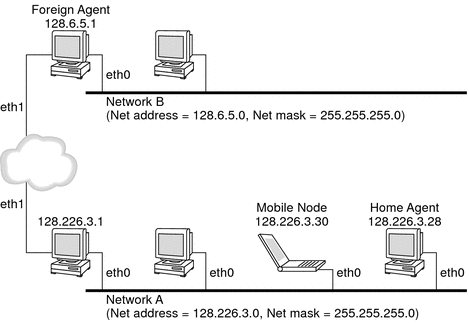 Foreign Agent
128.6.5.1
eth0
eth1
Network B
(Net address = 128.6.5.0, Net mask = 255.255.255.0)
eth1
128.226.3.1
Mobile Node
128.226.3.30
Home Agent
128.226.3.28
eth0
eth0
eth0
eth0
Network A
(Net address = 128.226.3.0, Net mask = 255.255.255.0)